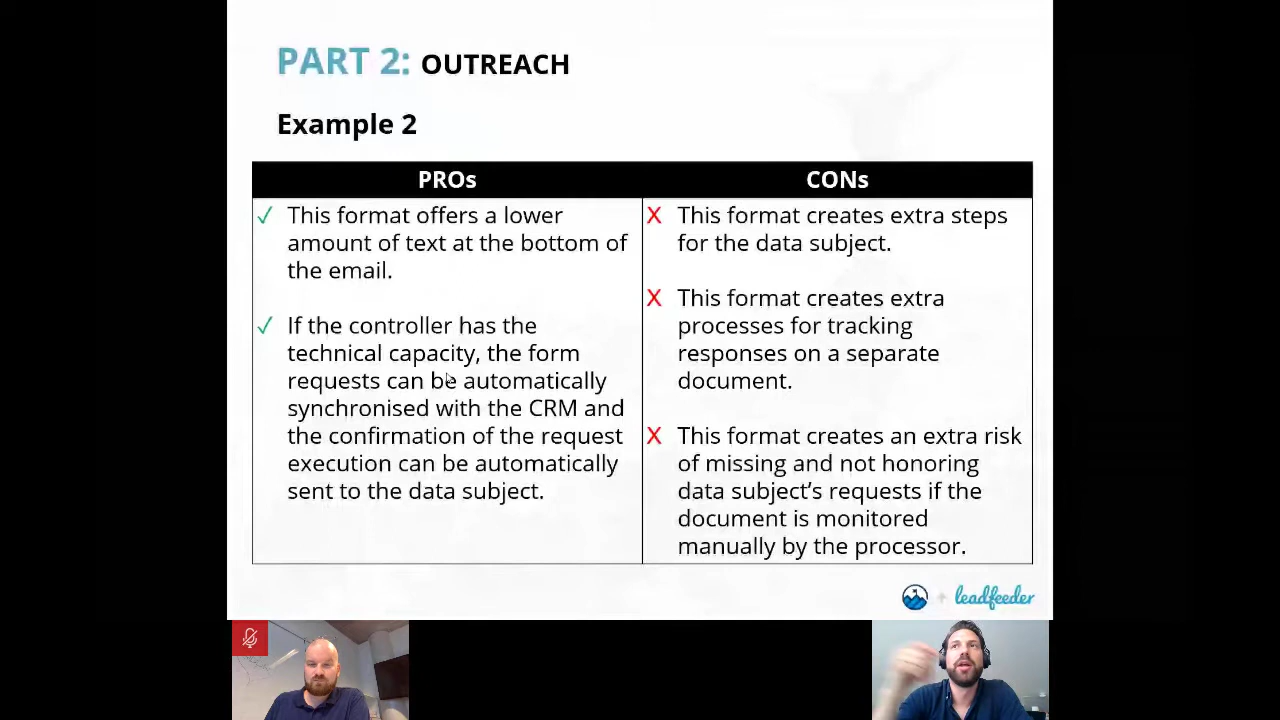 PART 2: OUTREACH
Example 2
PROs
CONs
✓ This format offers a lower
amount of text at the bottom of
the email.
✓ If the controller has the
technical capacity, the form
requests can be automatically
synchronised with the CRM and
the confirmation of the request
execution can be automatically
sent to the data subject.
X This format creates extra steps
for the data subject.
X This format creates extra
processes for tracking
responses on a separate
document.
X This format creates an extra risk
of missing and not honoring
data subject's requests if the
document is monitored
manually by the processor.
+ leadfeeder